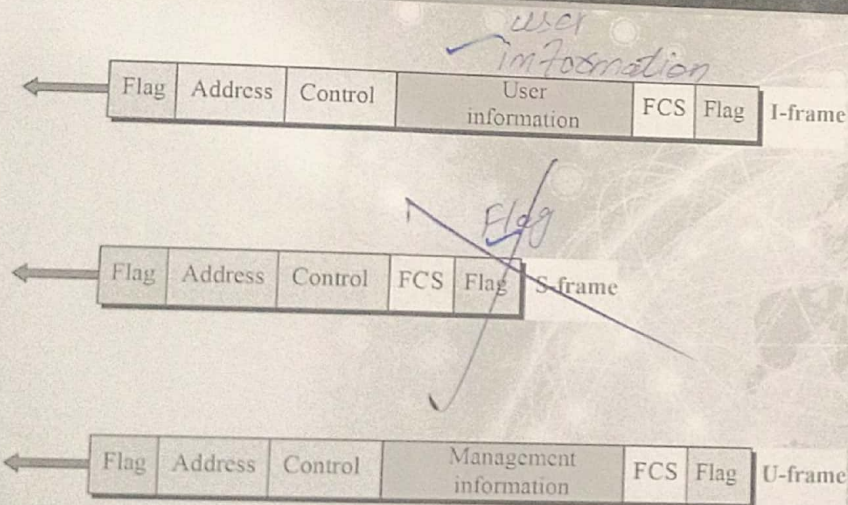 user
information
Flag Address Control User information FCS Flag I-frame
Flag
Flag Address Control FCS Flag S-frame
Flag Address Control Management information FCS Flag U-frame